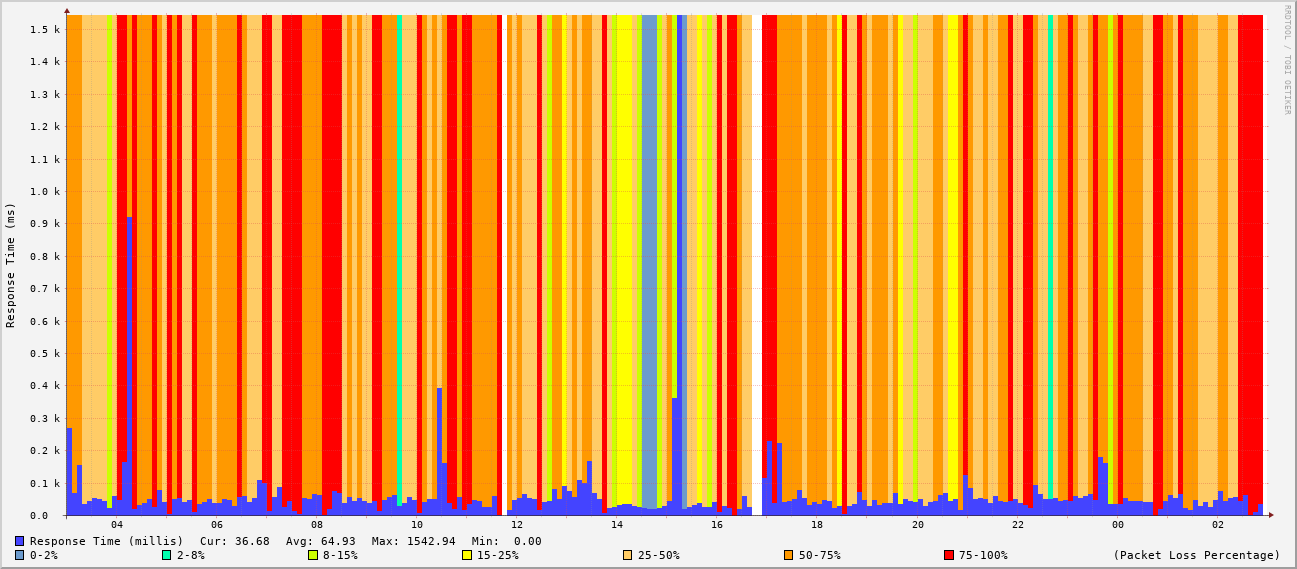 RRDTOOL / TOBI OETIKER
Response Time (ms)
1.5 k
1.4 k
1.3 k
1.2 k
1.1 k
1.0 k
0.9 k
0.8 k
0.7 k
0.6 k
0.5 k
0.4 k
0.3 k
0.2 k
0.1 k
0.0
04 06 08 10 12 14 16 18 20 22 00 02
Response Time (millis) Cur: 36.68 Avg: 64.93 Max: 1542.94 Min: 0.00
0-2% 2-8% 8-15% 15-25% 25-50% 50-75% 75-100% (Packet Loss Percentage)